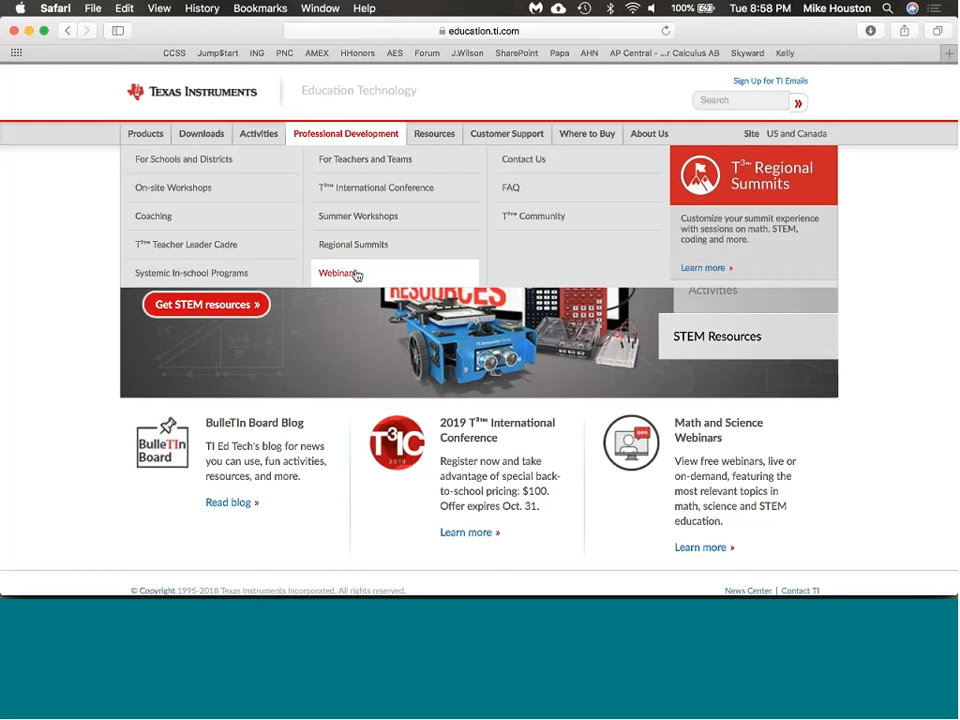 Safari File Edit View History Bookmarks Window Help 100% Tue 8:58 PM Mike Houston
education.ti.com
CCSS Jump$tart ING PNC AMEX HHonors AES Forum J.Wilson SharePoint Papa AHN AP Central - ...r Calculus AB Skyward Kelly
Sign Up for TI Emails
TEXAS INSTRUMENTS Education Technology
Search »
Products Downloads Activities Professional Development Resources Customer Support Where to Buy About Us Site US and Canada
For Schools and Districts
On-site Workshops
Coaching
T³™ Teacher Leader Cadre
Systemic In-school Programs
For Teachers and Teams
T³™ International Conference
Summer Workshops
Regional Summits
Webinars
Contact Us
FAQ
T³™ Community
T³™ Regional
Summits
Customize your summit experience
with sessions on math, STEM,
coding and more.
Learn more »
Activities
STEM Resources
Get STEM resources »
RESOURCES
BulleTIn
Board
BulleTIn Board Blog
TI Ed Tech's blog for news
you can use, fun activities,
resources, and more.
Read blog »
T³IC
2019
2019 T³™ International
Conference
Register now and take
advantage of special back-
to-school pricing: $100.
Offer expires Oct. 31.
Learn more »
Math and Science
Webinars
View free webinars, live or
on-demand, featuring the
most relevant topics in
math, science and STEM
education.
Learn more »
© Copyright 1995-2018 Texas Instruments Incorporated. All rights reserved.
News Center | Contact TI